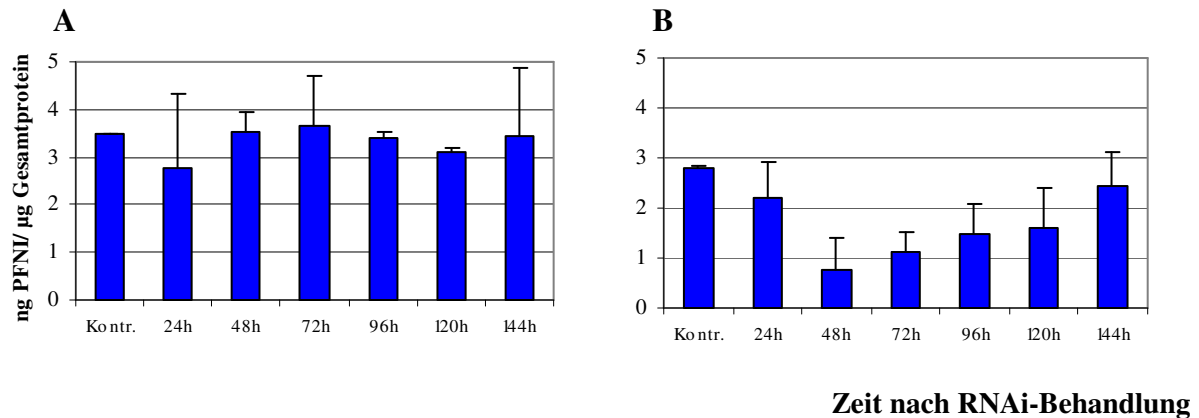 A
ng PFNI/ µg Gesamtprotein
5
4
3
2
1
0
Kontr. 24h 48h 72h 96h 120h 144h
B
5
4
3
2
1
0
Kontr. 24h 48h 72h 96h 120h 144h
Zeit nach RNAi-Behandlung